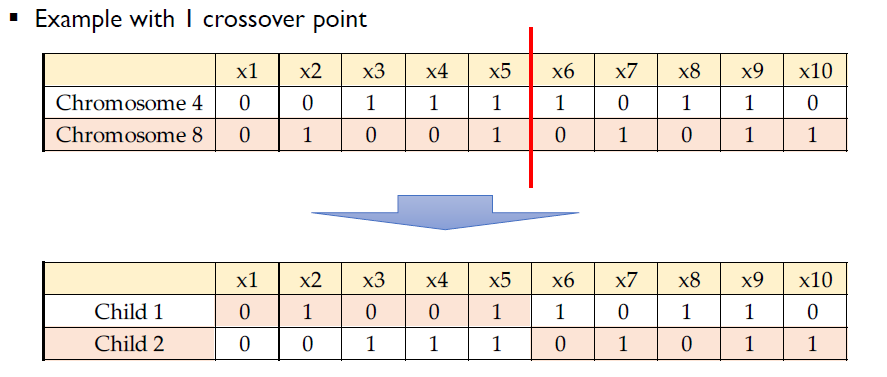 ▪ Example with 1 crossover point
x1 x2 x3 x4 x5 x6 x7 x8 x9 x10
Chromosome 4 0 0 1 1 1 1 0 1 1 0
Chromosome 8 0 1 0 0 1 0 1 0 1 1
x1 x2 x3 x4 x5 x6 x7 x8 x9 x10
Child 1 0 1 0 0 1 1 0 1 1 0
Child 2 0 0 1 1 1 0 1 0 1 1